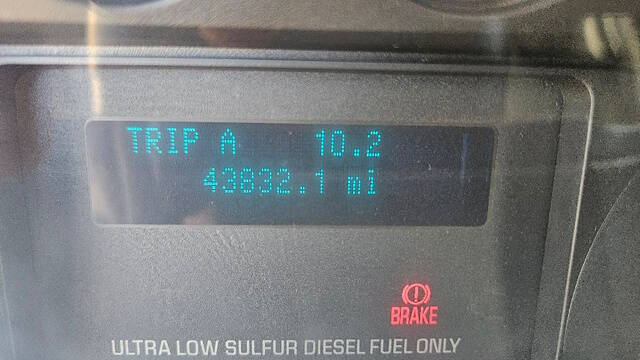 TRIP A 10.2
43832.1 mi
BRAKE
ULTRA LOW SULFUR DIESEL FUEL ONLY